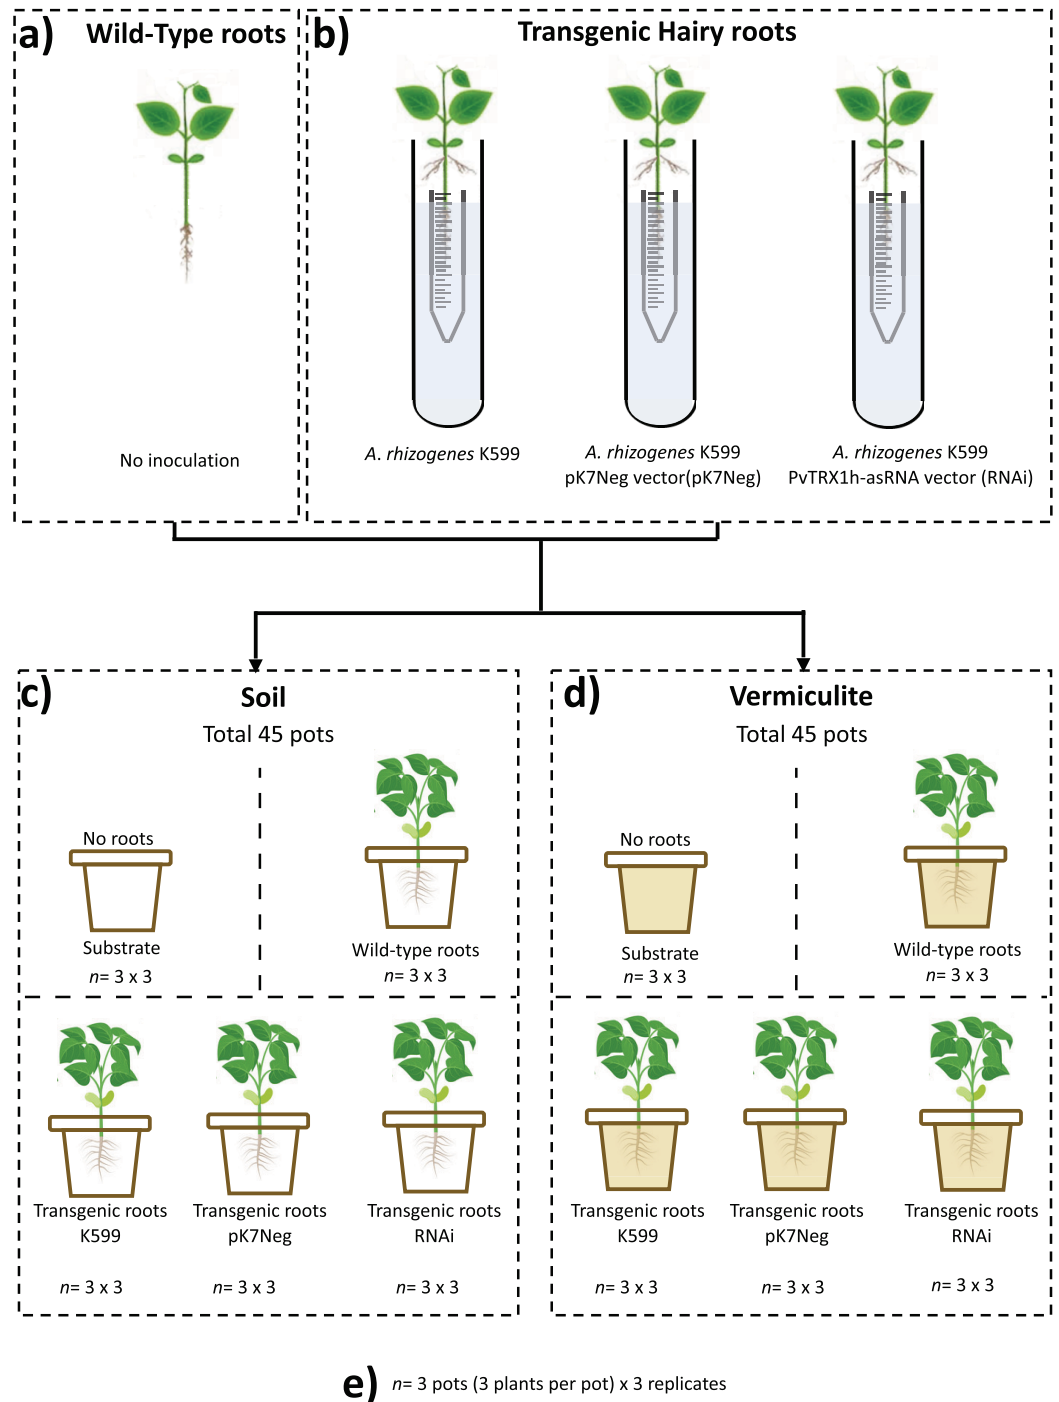 a) Wild-Type roots
b) Transgenic Hairy roots
No inoculation
A. rhizogenes K599
A. rhizogenes K599
pK7Neg vector(pK7Neg)
A. rhizogenes K599
PvTRX1h-asRNA vector (RNAi)
c) Soil
Total 45 pots
No roots
Substrate
n= 3 x 3
Wild-type roots
n= 3 x 3
Transgenic roots
K599
n= 3 x 3
Transgenic roots
pK7Neg
n= 3 x 3
Transgenic roots
RNAi
n= 3 x 3
d) Vermiculite
Total 45 pots
No roots
Substrate
n= 3 x 3
Wild-type roots
n= 3 x 3
Transgenic roots
K599
n= 3 x 3
Transgenic roots
pK7Neg
n= 3 x 3
Transgenic roots
RNAi
n= 3 x 3
e) n= 3 pots (3 plants per pot) x 3 replicates